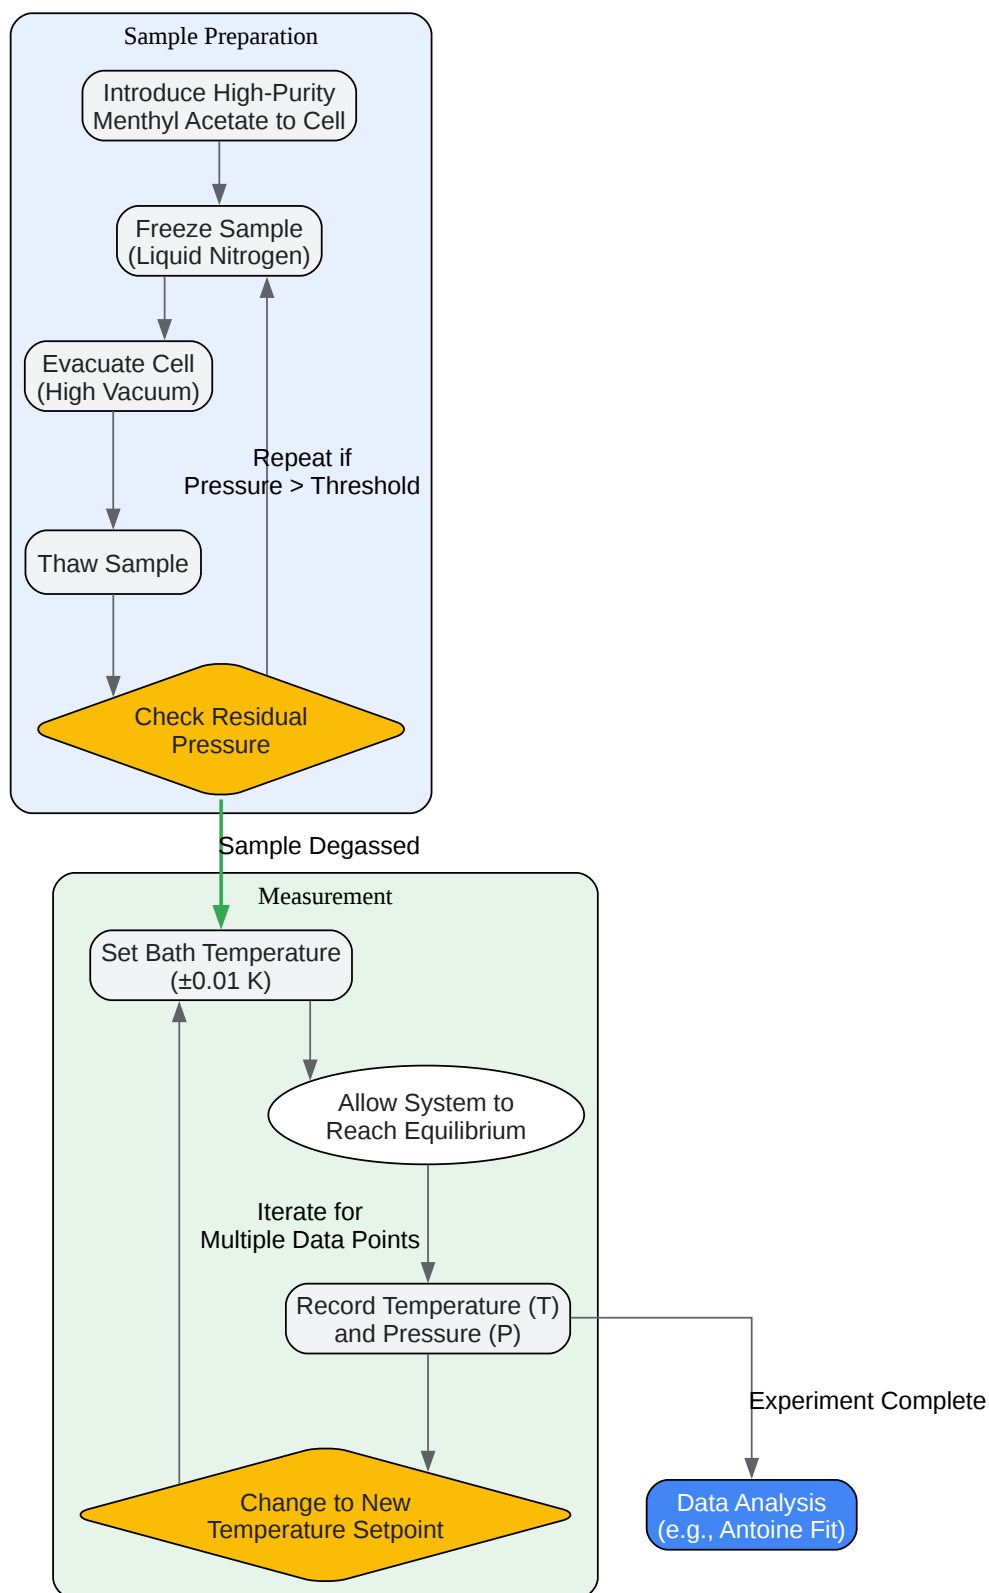 Sample Preparation
Introduce High-Purity
Menthyl Acetate to Cell
Freeze Sample
(Liquid Nitrogen)
Evacuate Cell
(High Vacuum)
Repeat if
Pressure > Threshold
Thaw Sample
Check Residual
Pressure
Sample Degassed
Measurement
Set Bath Temperature
(±0.01 K)
Allow System to
Reach Equilibrium
Iterate for
Multiple Data Points
Record Temperature (T)
and Pressure (P)
Experiment Complete
Change to New
Temperature Setpoint
Data Analysis
(e.g., Antoine Fit)